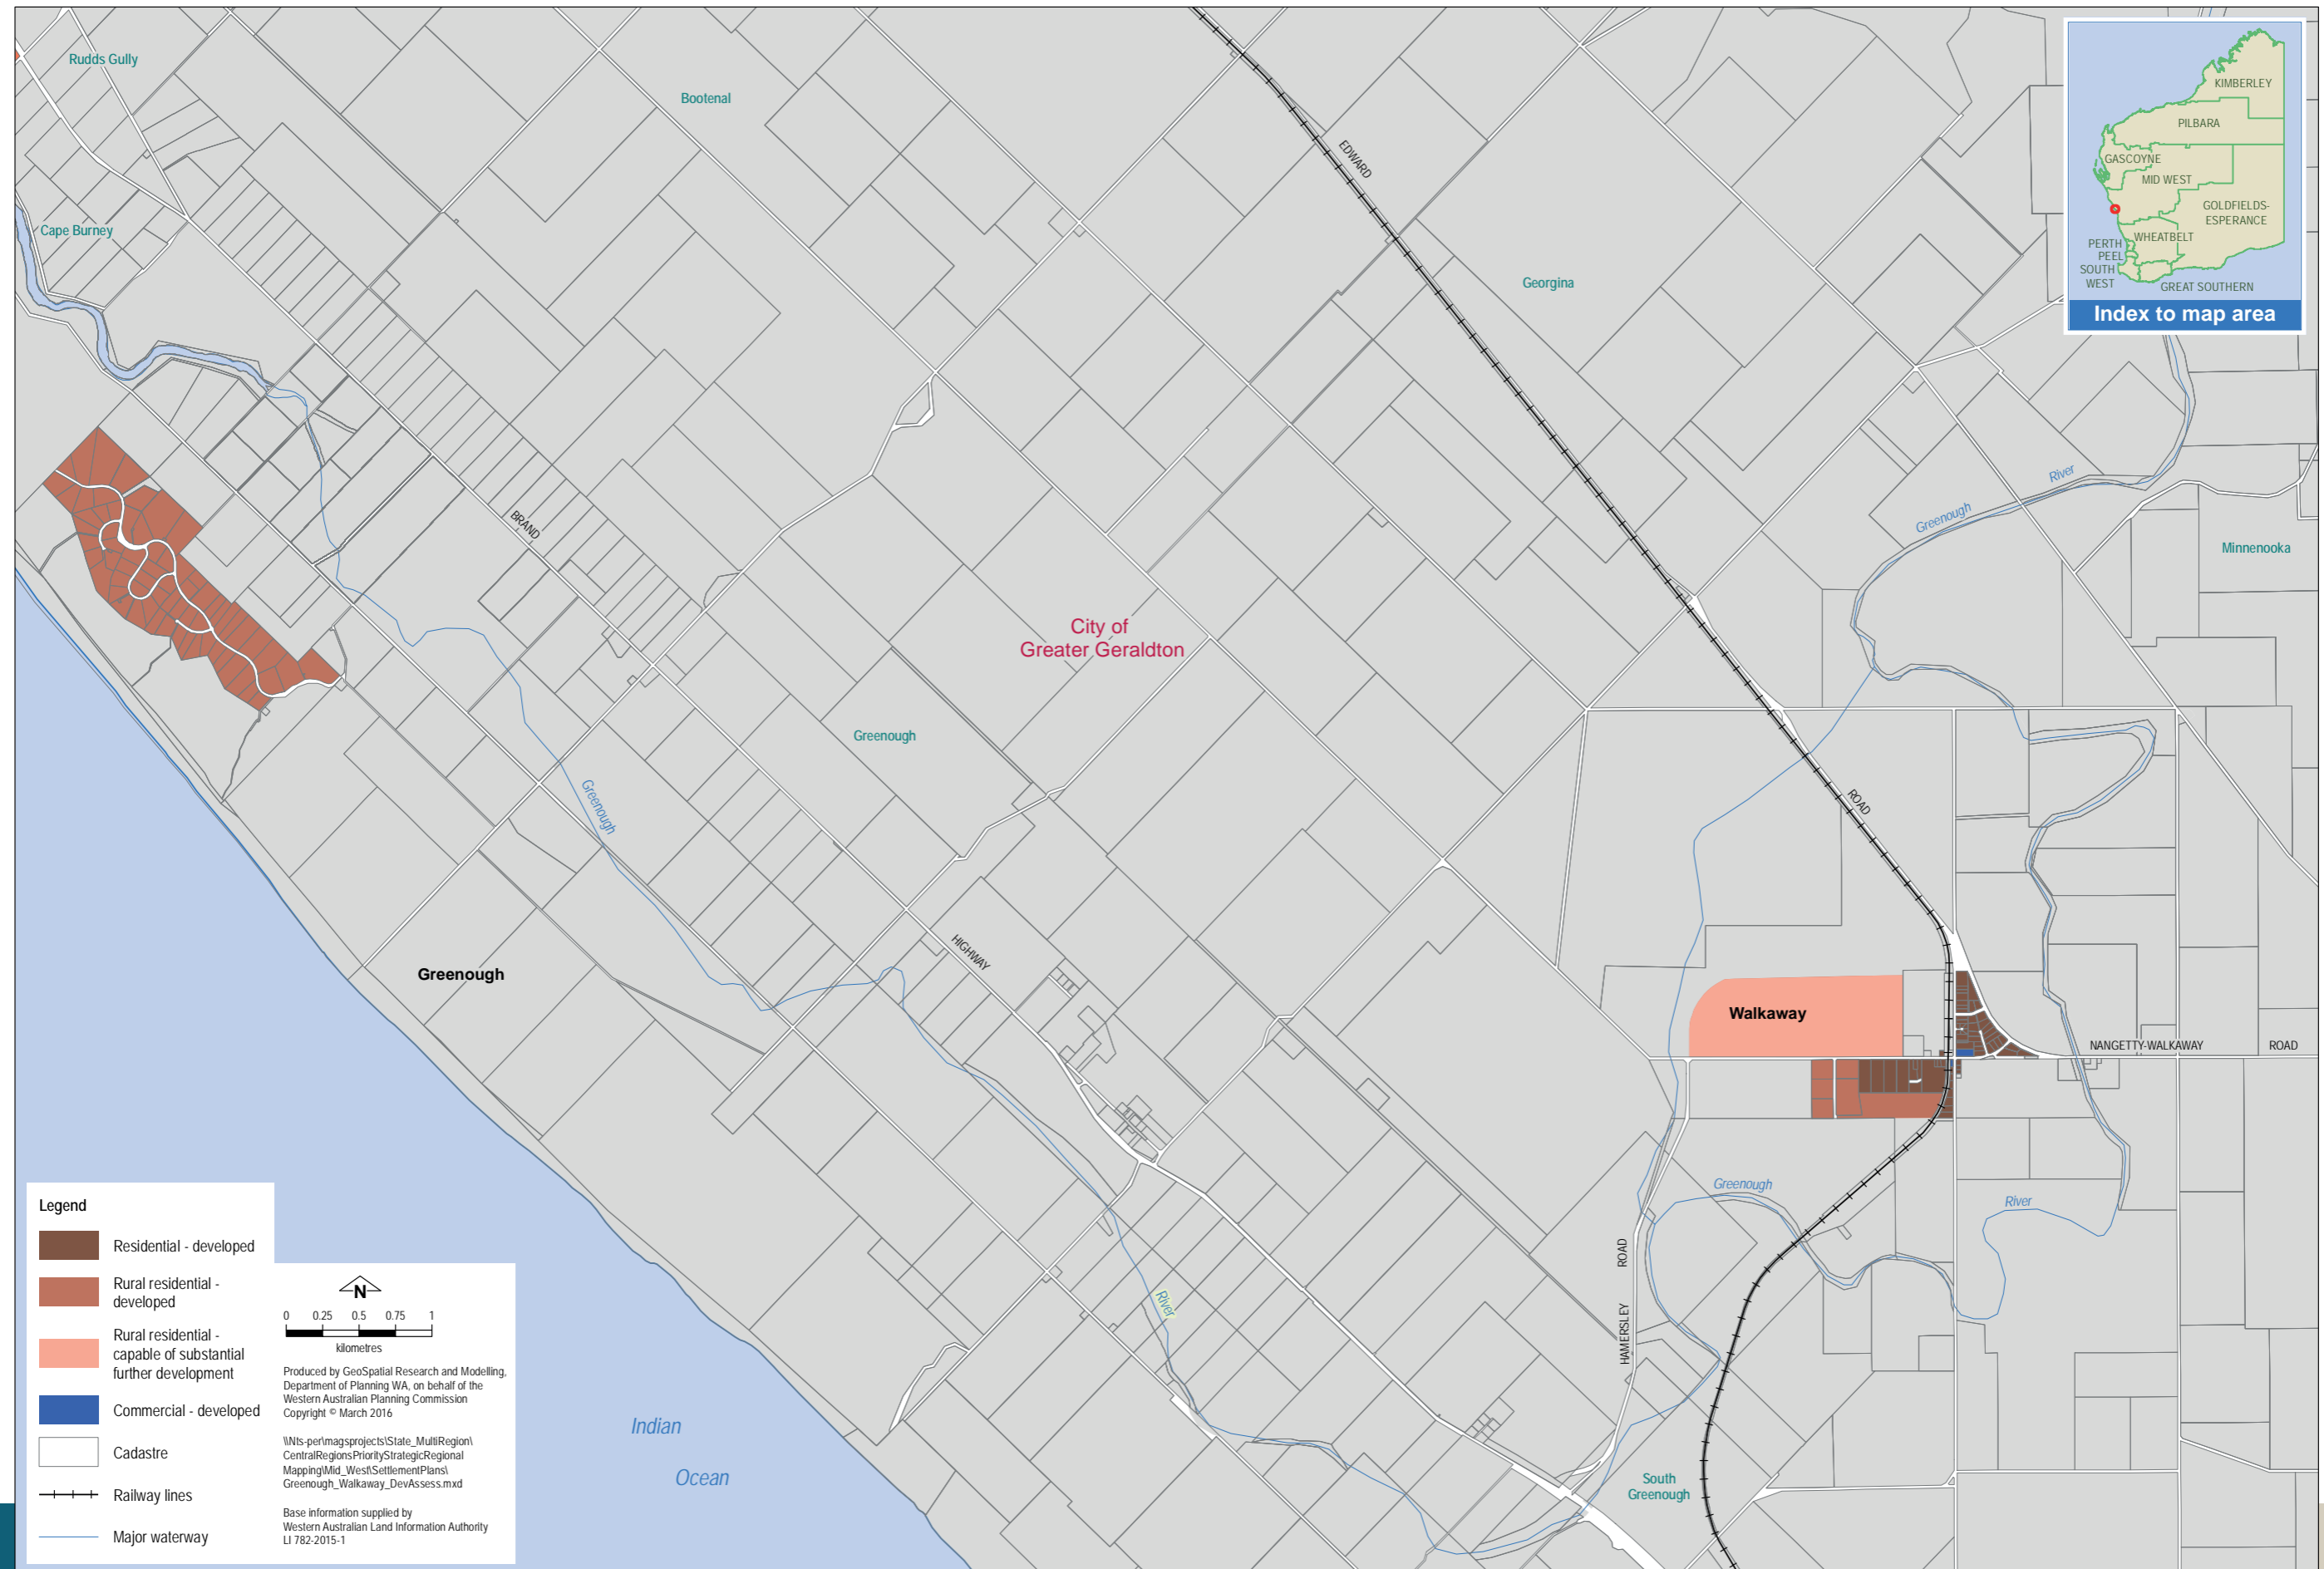 Rudds Gully
Bootenal
Cape Burney
EDWARD
Georgina
KIMBERLEY
PILBARA
GASCOYNE
MID WEST
GOLDFIELDS-
ESPERANCE
WHEATBELT
PERTH
PEEL
SOUTH
WEST
GREAT SOUTHERN
Index to map area
River
Greenough
Minnenooka
BRAND
City of
Greater Geraldton
Greenough
Greenough
ROAD
HIGHWAY
Greenough
Walkaway
NANGETTY-WALKAWAY
ROAD
Greenough
River
ROAD
HAMERSLEY
River
South
Greenough
Indian
Ocean
Legend
Residential - developed
Rural residential -
developed
Rural residential -
capable of substantial
further development
Commercial - developed
Cadastre
Railway lines
Major waterway
N
0 0.25 0.5 0.75 1
kilometres
Produced by GeoSpatial Research and Modelling,
Department of Planning WA, on behalf of the
Western Australian Planning Commission
Copyright © March 2016
\\Nts-per\magsprojects\State_MultiRegion\
CentralRegionsPriorityStrategicRegional
Mapping\Mid_West\SettlementPlans\
Greenough_Walkaway_DevAssess.mxd
Base information supplied by
Western Australian Land Information Authority
LI 782-2015-1